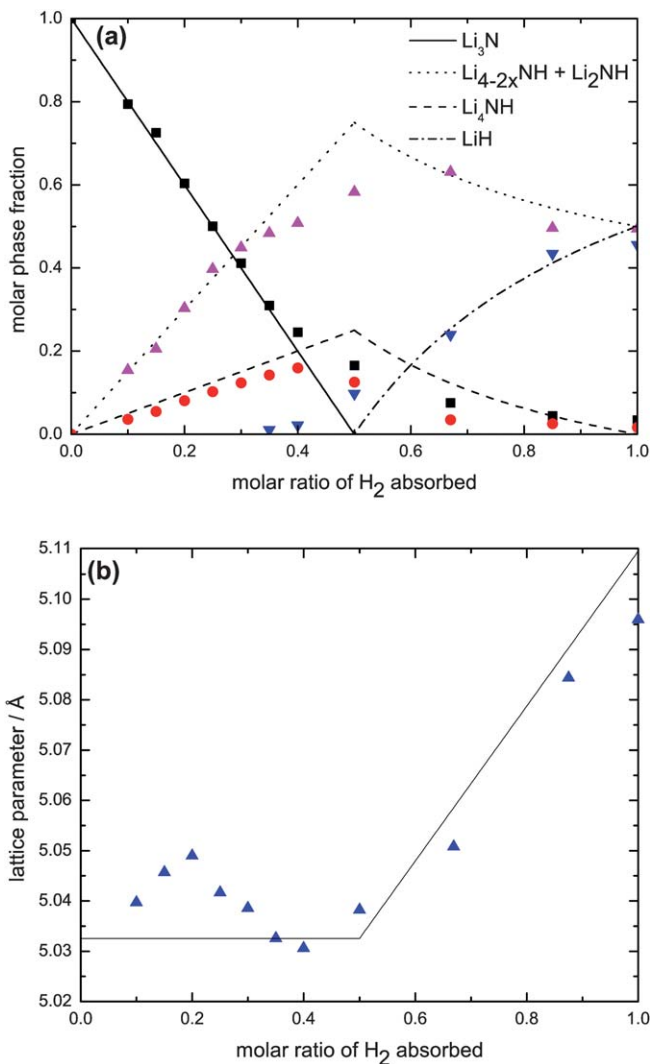 (a)
Li₃N
Li₄₋₂ₓNH + Li₂NH
Li₄NH
LiH
1.0
0.8
0.6
0.4
0.2
0.0
molar phase fraction
0.0 0.2 0.4 0.6 0.8 1.0
molar ratio of H₂ absorbed
(b)
5.11
5.10
5.09
5.08
5.07
5.06
5.05
5.04
5.03
5.02
lattice parameter / Å
0.0 0.2 0.4 0.6 0.8 1.0
molar ratio of H₂ absorbed